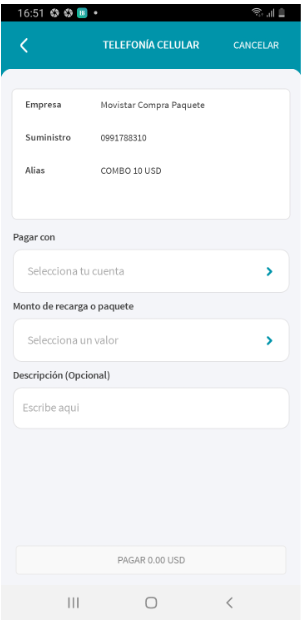 16:51
TELEFONÍA CELULAR CANCELAR
Empresa Movistar Compra Paquete
Suministro 0991788310
Alias COMBO 10 USD
Pagar con
Selecciona tu cuenta
Monto de recarga o paquete
Selecciona un valor
Descripción (Opcional)
Escribe aqui
PAGAR 0.00 USD